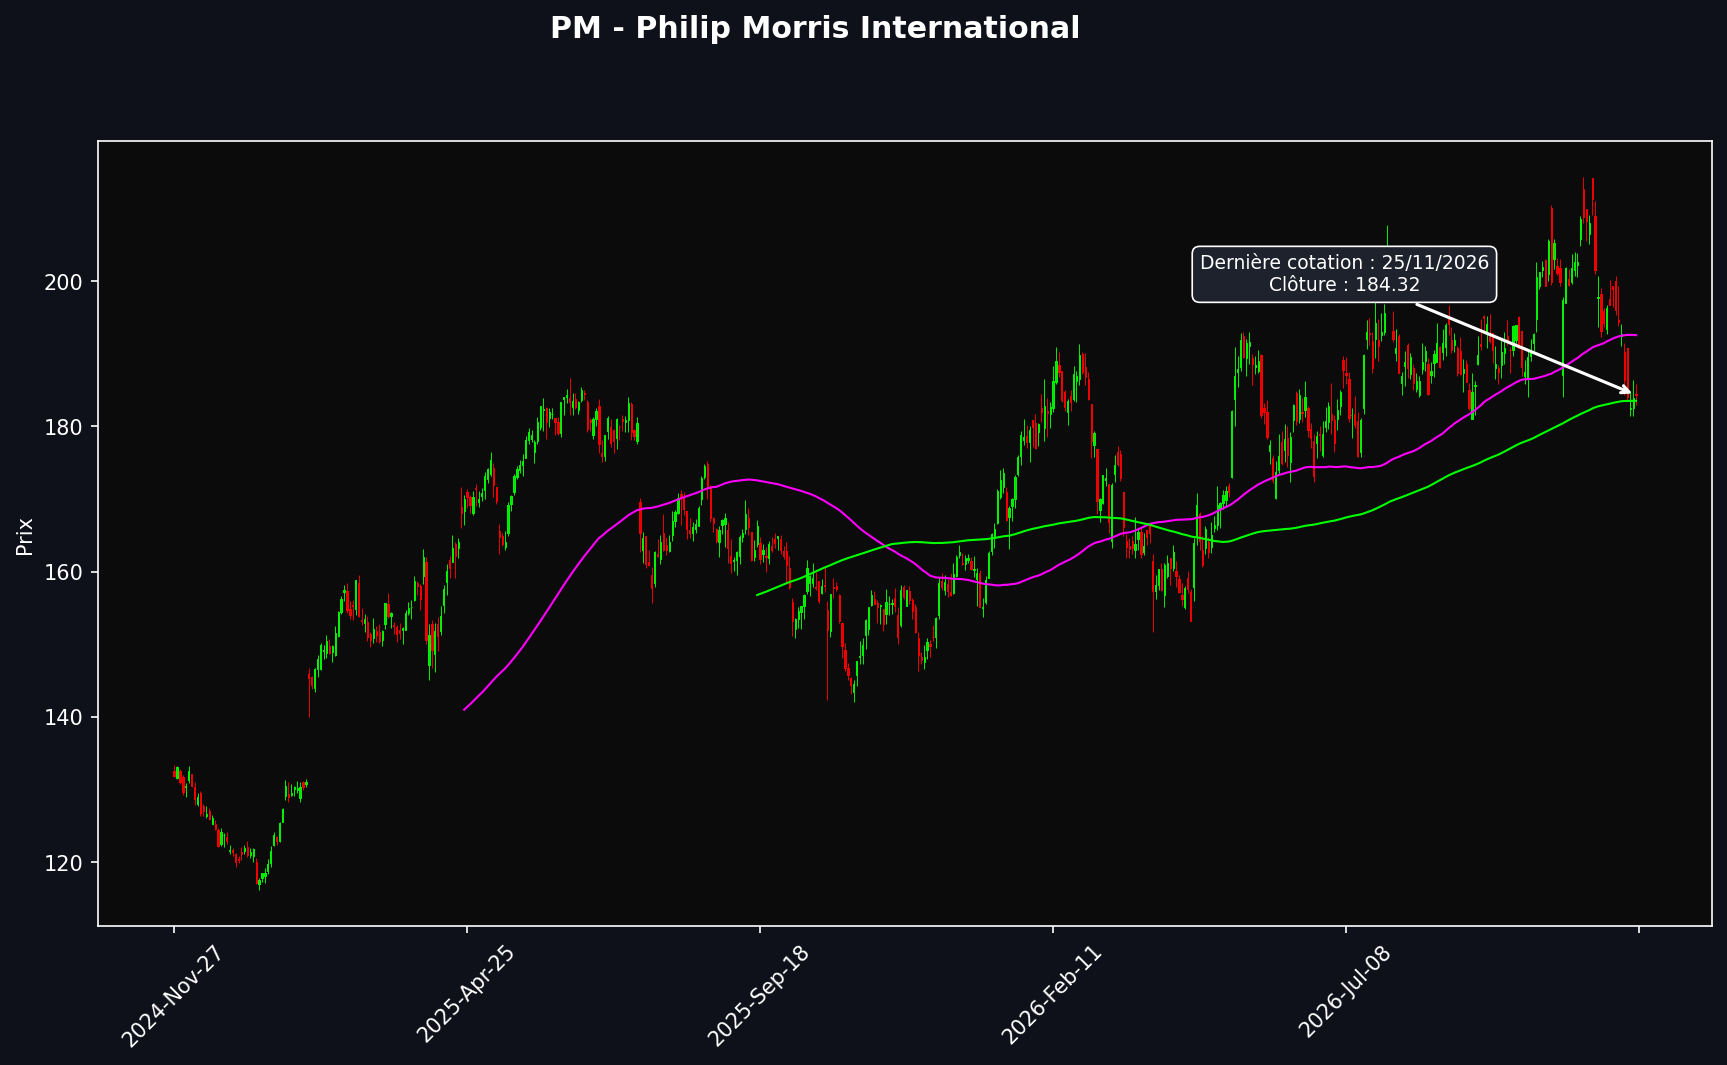 PM - Philip Morris International
Dernière cotation : 25/11/2026
Clôture : 184.32
Prix
200
180
160
140
120
2024-Nov-27
2025-Apr-25
2025-Sep-18
2026-Feb-11
2026-Jul-08